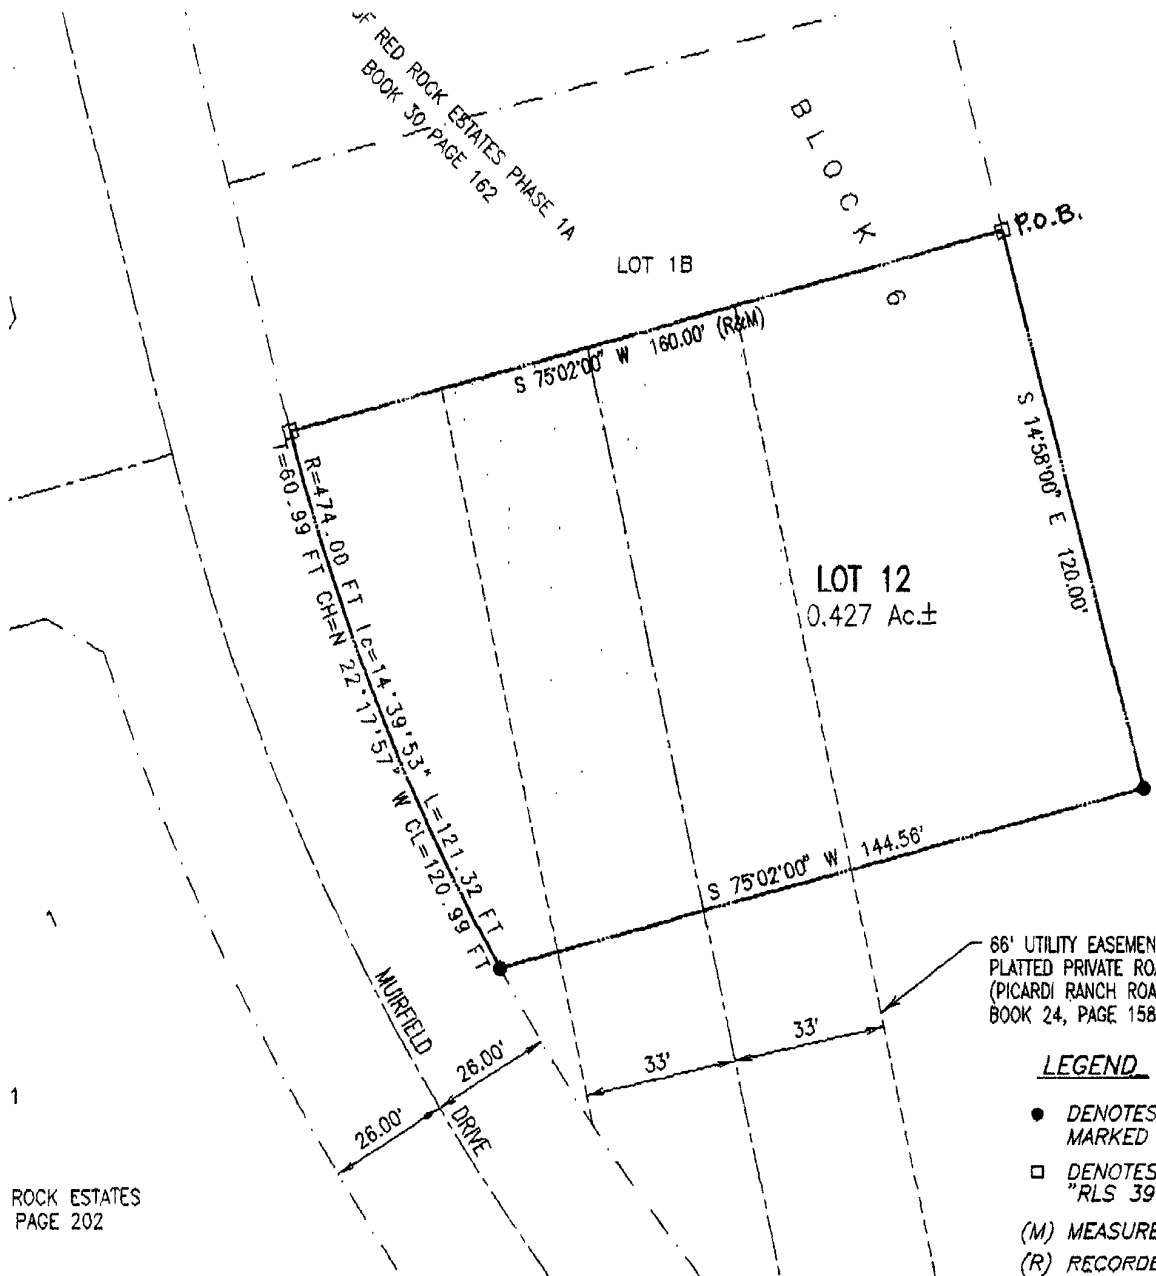 OF RED ROCK ESTATES PHASE 1A
BOOK 30, PAGE 162
BLOCK 6
P.O.B.
LOT 1B
S 75°02'00" W 160.00' (R&M)
S 14°58'00" E 120.00'
R=474.00 FT Ic=14°39'53" L=121.32 FT
T=60.99 FT CH=N 22°17'57" W CL=120.99 FT
LOT 12
0.427 Ac.±
S 75°02'00" W 144.56'
1
66' UTILITY EASEMEN
PLATTED PRIVATE ROA
(PICARDI RANCH ROA
BOOK 24, PAGE 158
MUIRFIELD
DRIVE
26.00'
26.00'
33'
33'
1
LEGEND
DENOTES
MARKED
DENOTES
"RLS 39
(M) MEASURE
(R) RECORDE
ROCK ESTATES
PAGE 202